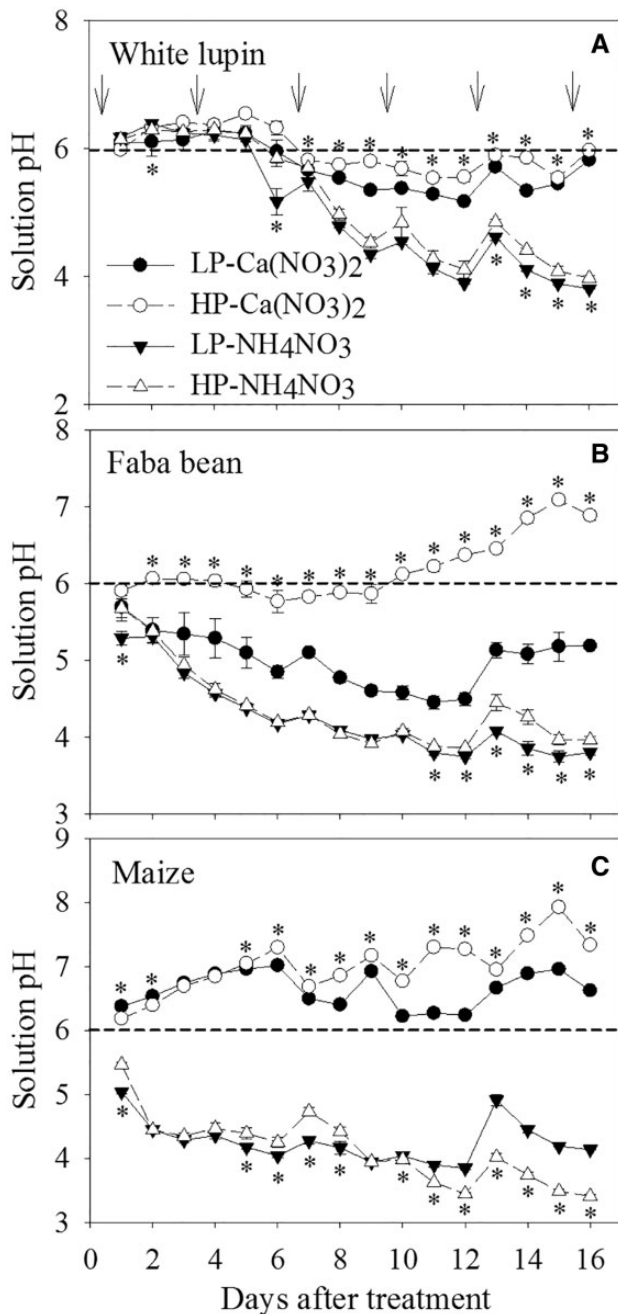 8
White lupin
A
* * * * * * * * * *
6
*
*
Solution pH
LP-Ca(NO3)2
4
HP-Ca(NO3)2
* * * *
LP-NH4NO3
HP-NH4NO3
2
8
Faba bean
B
7
* * * * * * * * * * * * * * *
6
Solution pH
5
*
4
* * * * * *
3
9
Maize
C
8
* * * * * * * * * * * * * *
7
Solution pH
6
5
*
4
* * * * * * * * * * *
3
0 2 4 6 8 10 12 14 16
Days after treatment